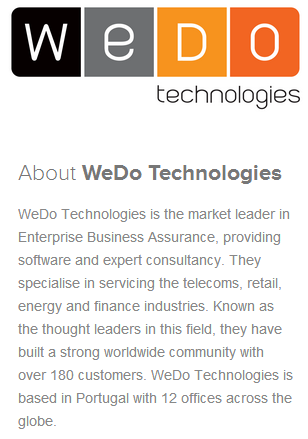 WeDo
technologies
About WeDo Technologies
WeDo Technologies is the market leader in
Enterprise Business Assurance, providing
software and expert consultancy. They
specialise in servicing the telecoms, retail,
energy and finance industries. Known as
the thought leaders in this field, they have
built a strong worldwide community with
over 180 customers. WeDo Technologies is
based in Portugal with 12 offices across the
globe.